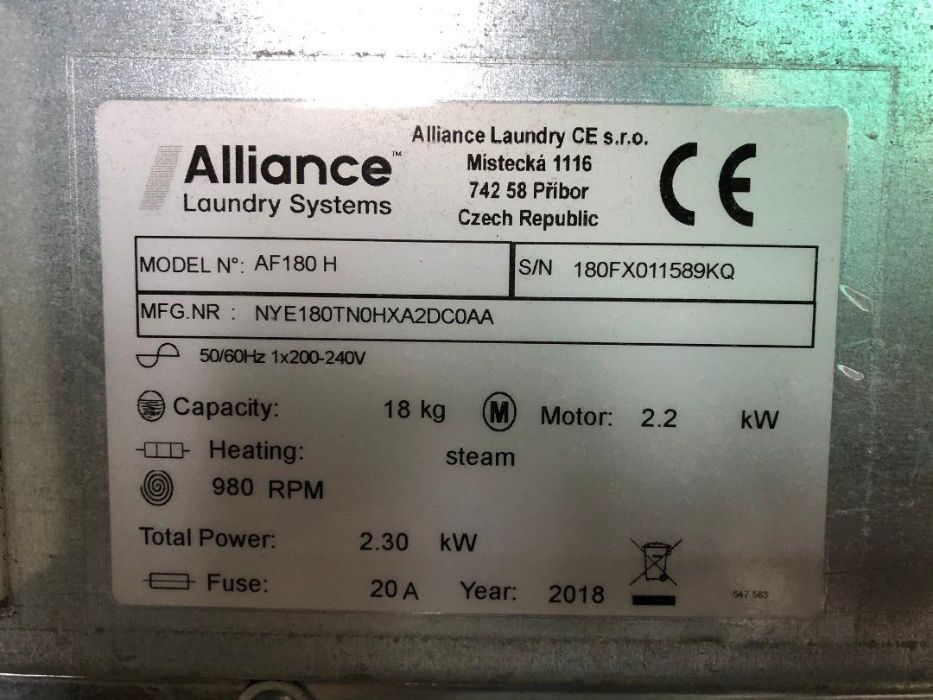 Alliance™
Laundry Systems
Alliance Laundry CE s.r.o.
Místecká 1116
742 58 Příbor
Czech Republic
CE
MODEL N°: AF180 H
S/N 180FX011589KQ
MFG.NR : NYE180TN0HXA2DC0AA
50/60Hz 1x200-240V
Capacity: 18 kg
M Motor: 2.2 kW
Heating: steam
980 RPM
Total Power: 2.30 kW
Fuse: 20 A
Year: 2018
547 563